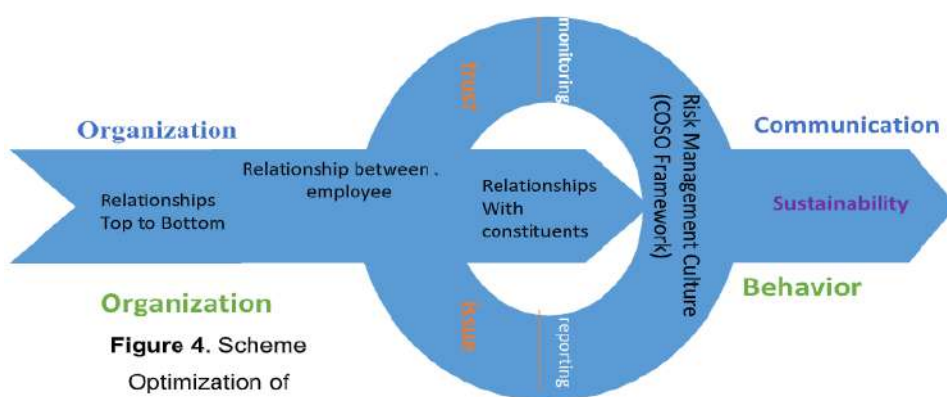 monitoring
trust
Organization
Communication
Relationships
Top to Bottom
Relationship between .
employee
Relationships
With
constituents
Risk Management Culture
(COSO Framework)
Sustainability
Organization
Behavior
issue
reporting
Figure 4. Scheme
Optimization of